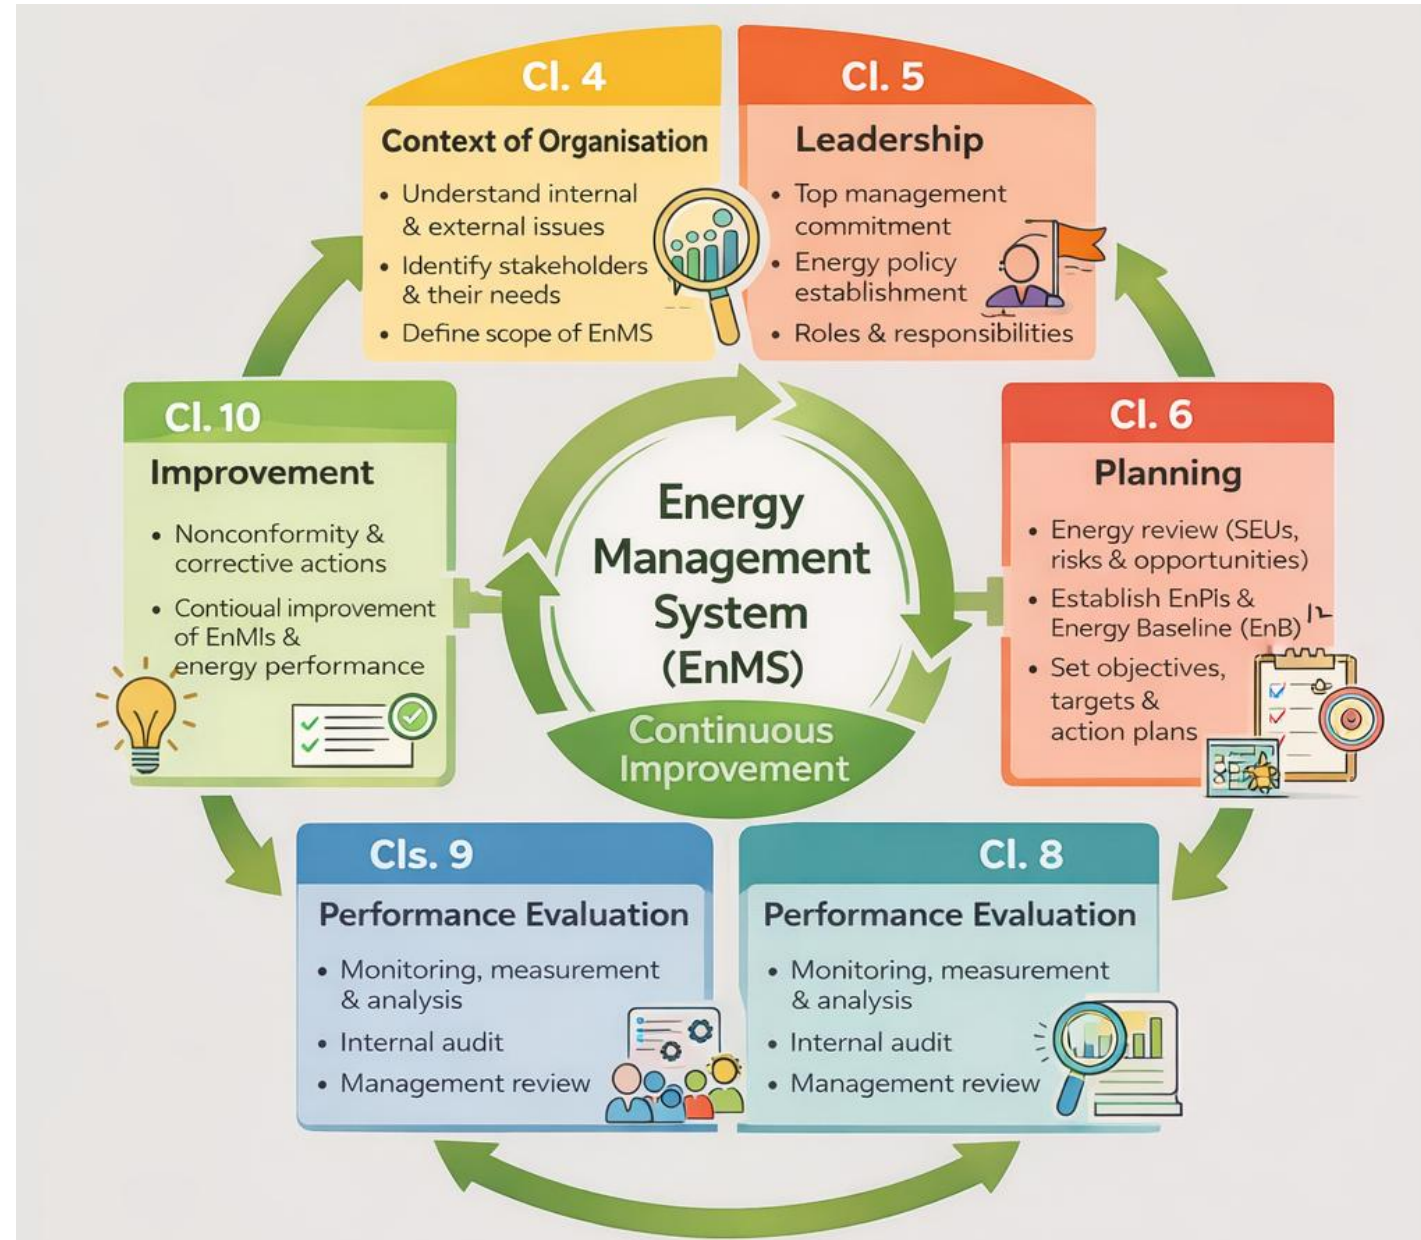 Cl. 4
Context of Organisation
• Understand internal
& external issues
• Identify stakeholders
& their needs
• Define scope of EnMS
Cl. 5
Leadership
• Top management
commitment
• Energy policy
establishment
• Roles & responsibilities
Cl. 6
Planning
• Energy review (SEUs,
risks & opportunities)
• Establish EnPis &
Energy Baseline (EnB)
• Set objectives,
targets &
action plans
Cl. 10
Improvement
• Nonconformity &
corrective actions
• Contioual improvement
of EnMIs &
energy performance
Energy
Management
System
(EnMS)
Continuous
Improvement
Cls. 9
Performance Evaluation
• Monitoring, measurement
& analysis
• Internal audit
• Management review
Cl. 8
Performance Evaluation
• Monitoring, measurement
& analysis
• Internal audit
• Management review